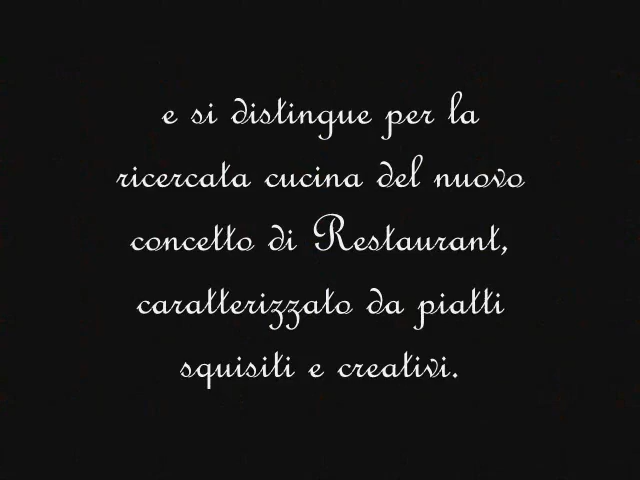 e si distingue per la
ricercata cucina del nuovo
concetto di Restaurant,
caratterizzato da piatti
squisiti e creativi.